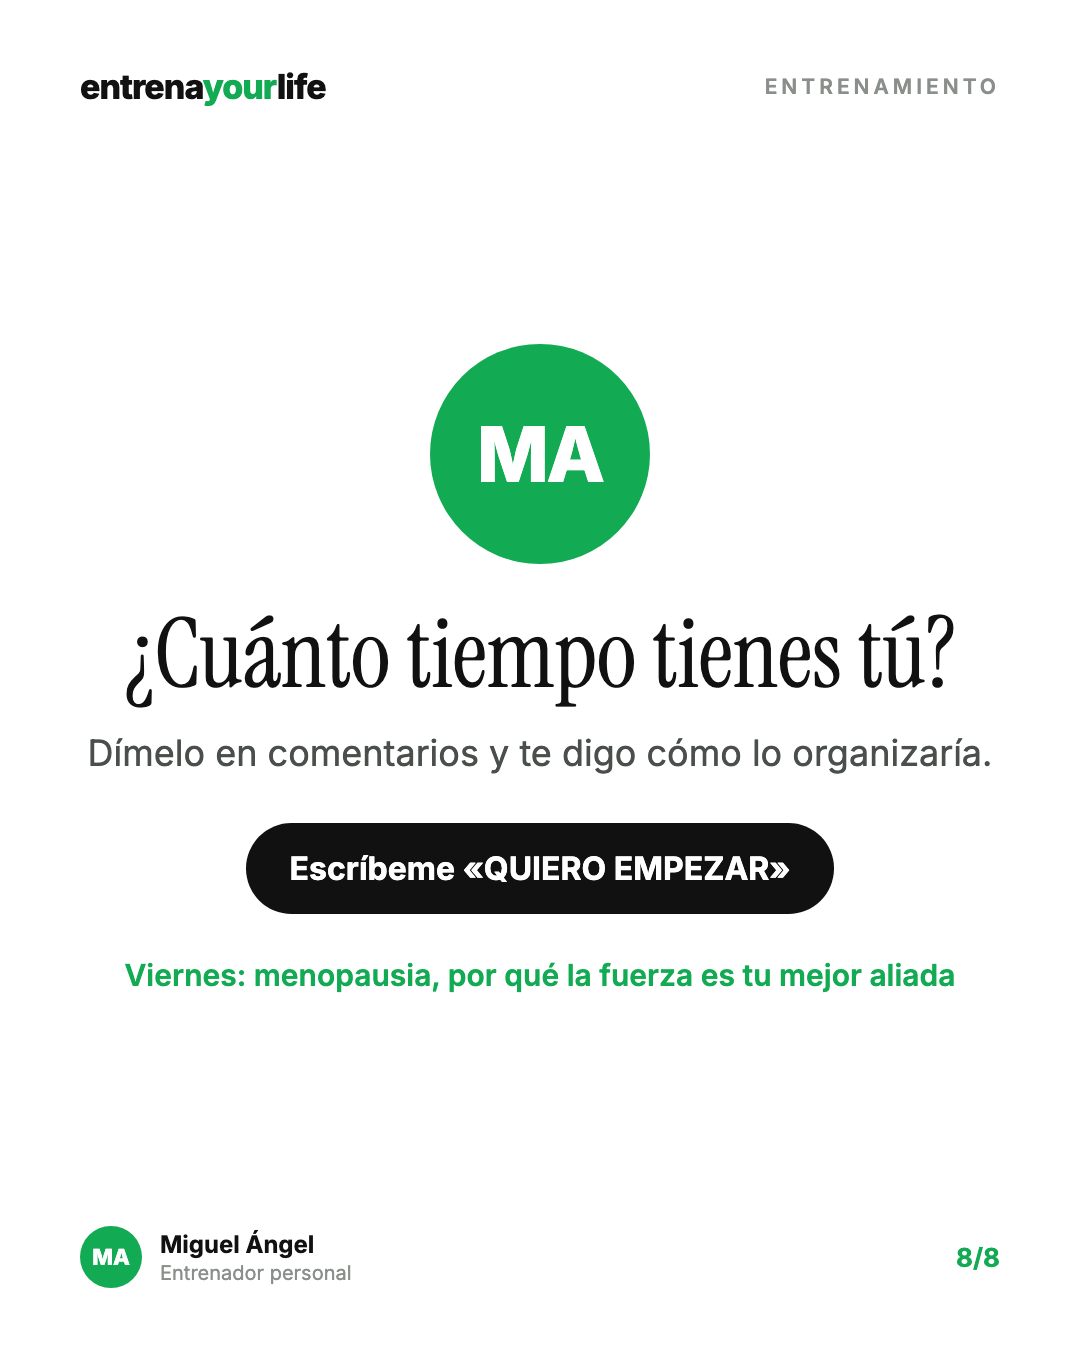 entrenayourlife
ENTRENAMIENTO
MA
¿Cuánto tiempo tienes tú?
Dímelo en comentarios y te digo cómo lo organizaría.
Escríbeme «QUIERO EMPEZAR»
Viernes: menopausia, por qué la fuerza es tu mejor aliada
MA
Miguel Ángel
Entrenador personal
8/8